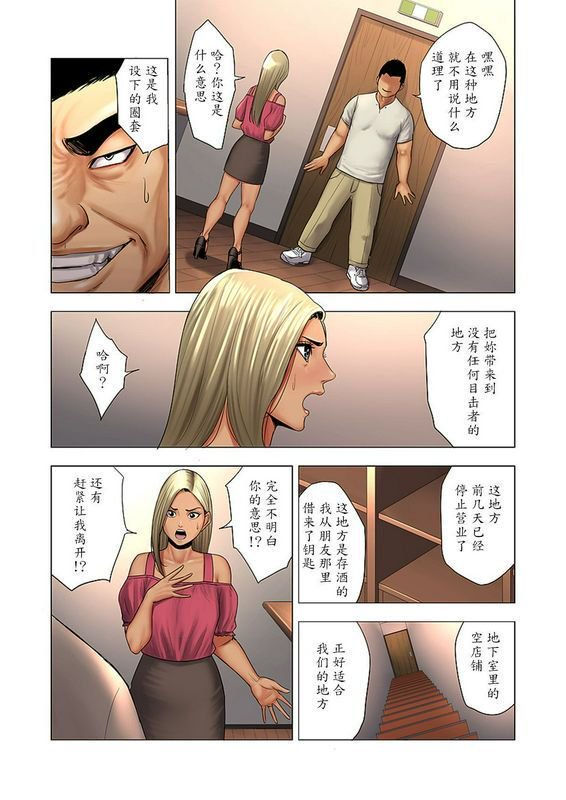 嘿嘿
在这种地方
就不用说什么
道理了
哈？你这是
什么意思
这是我
设下的圈套
把妳带来到
没有任何目击者的
地方
哈啊？
这地方
前几天已经
停止营业了
这地方是存酒的
我从朋友那里
借来了钥匙
地下室里的
空店铺
正好适合
我们的地方
完全不明白
你的意思!?
还有
赶紧让我离开!?